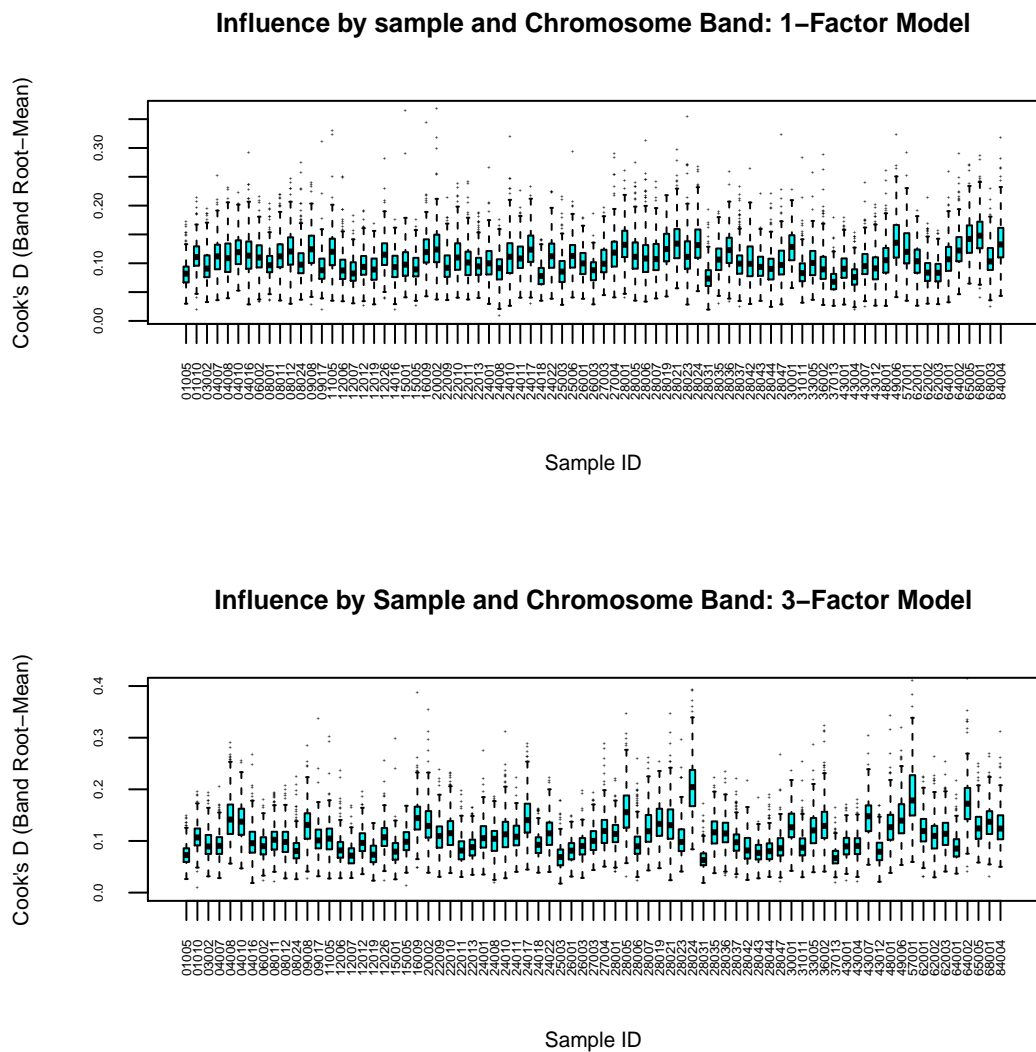 Influence by sample and Chromosome Band: 1−Factor Model
Cook's D (Band Root−Mean)
0.30
0.20
0.10
0.00
01005 01010 03002 04007 04008 04010 04016 06002 08001 08011 08012 08024 09008 09017 11005 12006 12007 12012 12019 12026 14016 15001 15005 16009 20002 22009 22010 22011 22013 24001 24008 24010 24011 24017 24018 24022 25003 25006 26001 26003 27003 27004 28001 28005 28006 28007 28019 28021 28023 28024 28031 28035 28036 28037 28042 28043 28044 28047 30001 31011 33005 36002 37013 43001 43004 43007 43012 48001 49006 57001 62001 62002 62003 64001 64002 65005 68001 68003 84004
Sample ID
Influence by Sample and Chromosome Band: 3−Factor Model
Cook's D (Band Root−Mean)
0.4
0.3
0.2
0.1
0.0
01005 01010 03002 04007 04008 04010 04016 06002 08011 08012 08024 09008 09017 11005 12006 12007 12012 12019 12026 15001 15005 16009 20002 22009 22010 22011 22013 24001 24008 24010 24011 24017 24018 24022 25003 26001 26003 27003 27004 28001 28005 28006 28007 28019 28021 28023 28024 28031 28035 28036 28037 28042 28043 28044 28047 30001 31011 33005 36002 37013 43001 43004 43007 43012 48001 49006 57001 62001 62002 62003 64001 64002 65005 68001 84004
Sample ID